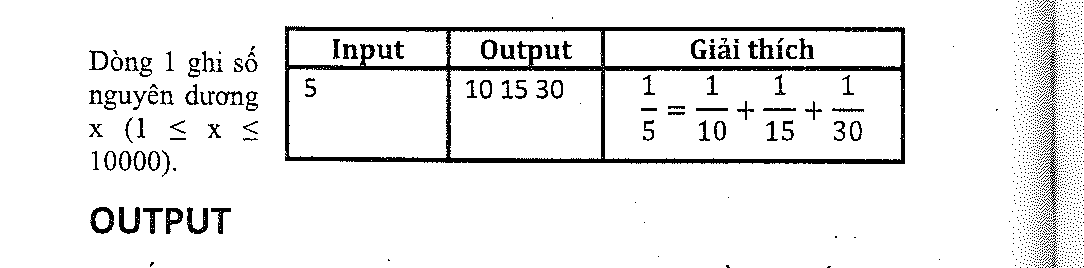 Dòng 1 ghi số
nguyên dương
x (1 ≤ x ≤
10000).
Input Output Giải thích
5 10 15 30 1/5 = 1/10 + 1/15 + 1/30
OUTPUT